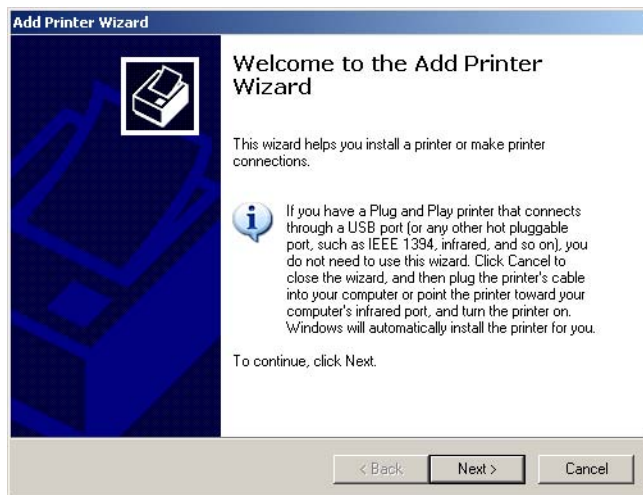 Add Printer Wizard
Welcome to the Add Printer
Wizard
This wizard helps you install a printer or make printer
connections.
If you have a Plug and Play printer that connects
through a USB port (or any other hot pluggable
port, such as IEEE 1394, infrared, and so on), you
do not need to use this wizard. Click Cancel to
close the wizard, and then plug the printer's cable
into your computer or point the printer toward your
computer's infrared port, and turn the printer on.
Windows will automatically install the printer for you.
To continue, click Next.
< Back
Next >
Cancel